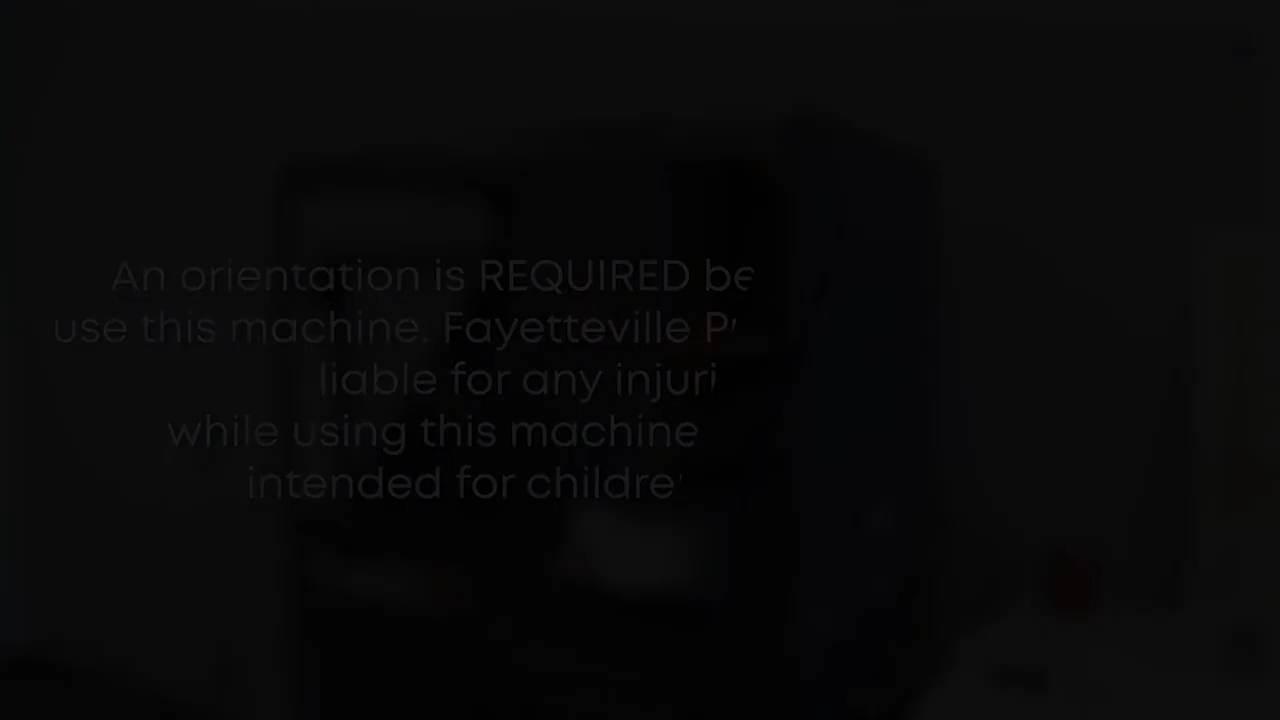 An orientation is REQUIRED be
use this machine. Fayetteville P
liable for any injuri
while using this machine
intended for childre